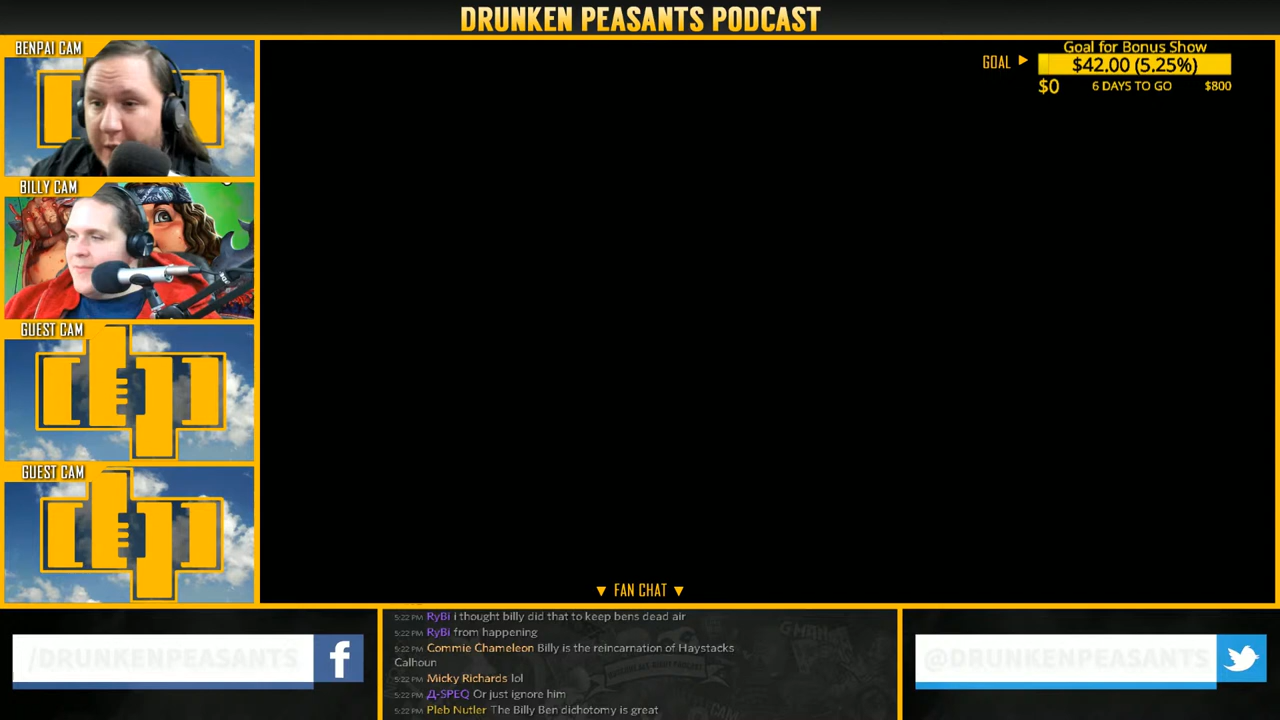 DRUNKEN PEASANTS PODCAST
BENPAI CAM
BILLY CAM
GUEST CAM
GUEST CAM
GOAL
Goal for Bonus Show
$42.00 (5.25%)
$0 6 DAYS TO GO $800
▼ FAN CHAT ▼
5:22 PM RyBi i thought billy did that to keep bens dead air
5:22 PM RyBi from happening
5:22 PM Commie Chameleon Billy is the reincarnation of Haystacks
Calhoun
5:22 PM Micky Richards lol
5:22 PM Д-SPEQ Or just ignore him
5:22 PM Pleb Nutler The Billy Ben dichotomy is great
/DRUNKENPEASANTS
@DRUNKENPEASANTS